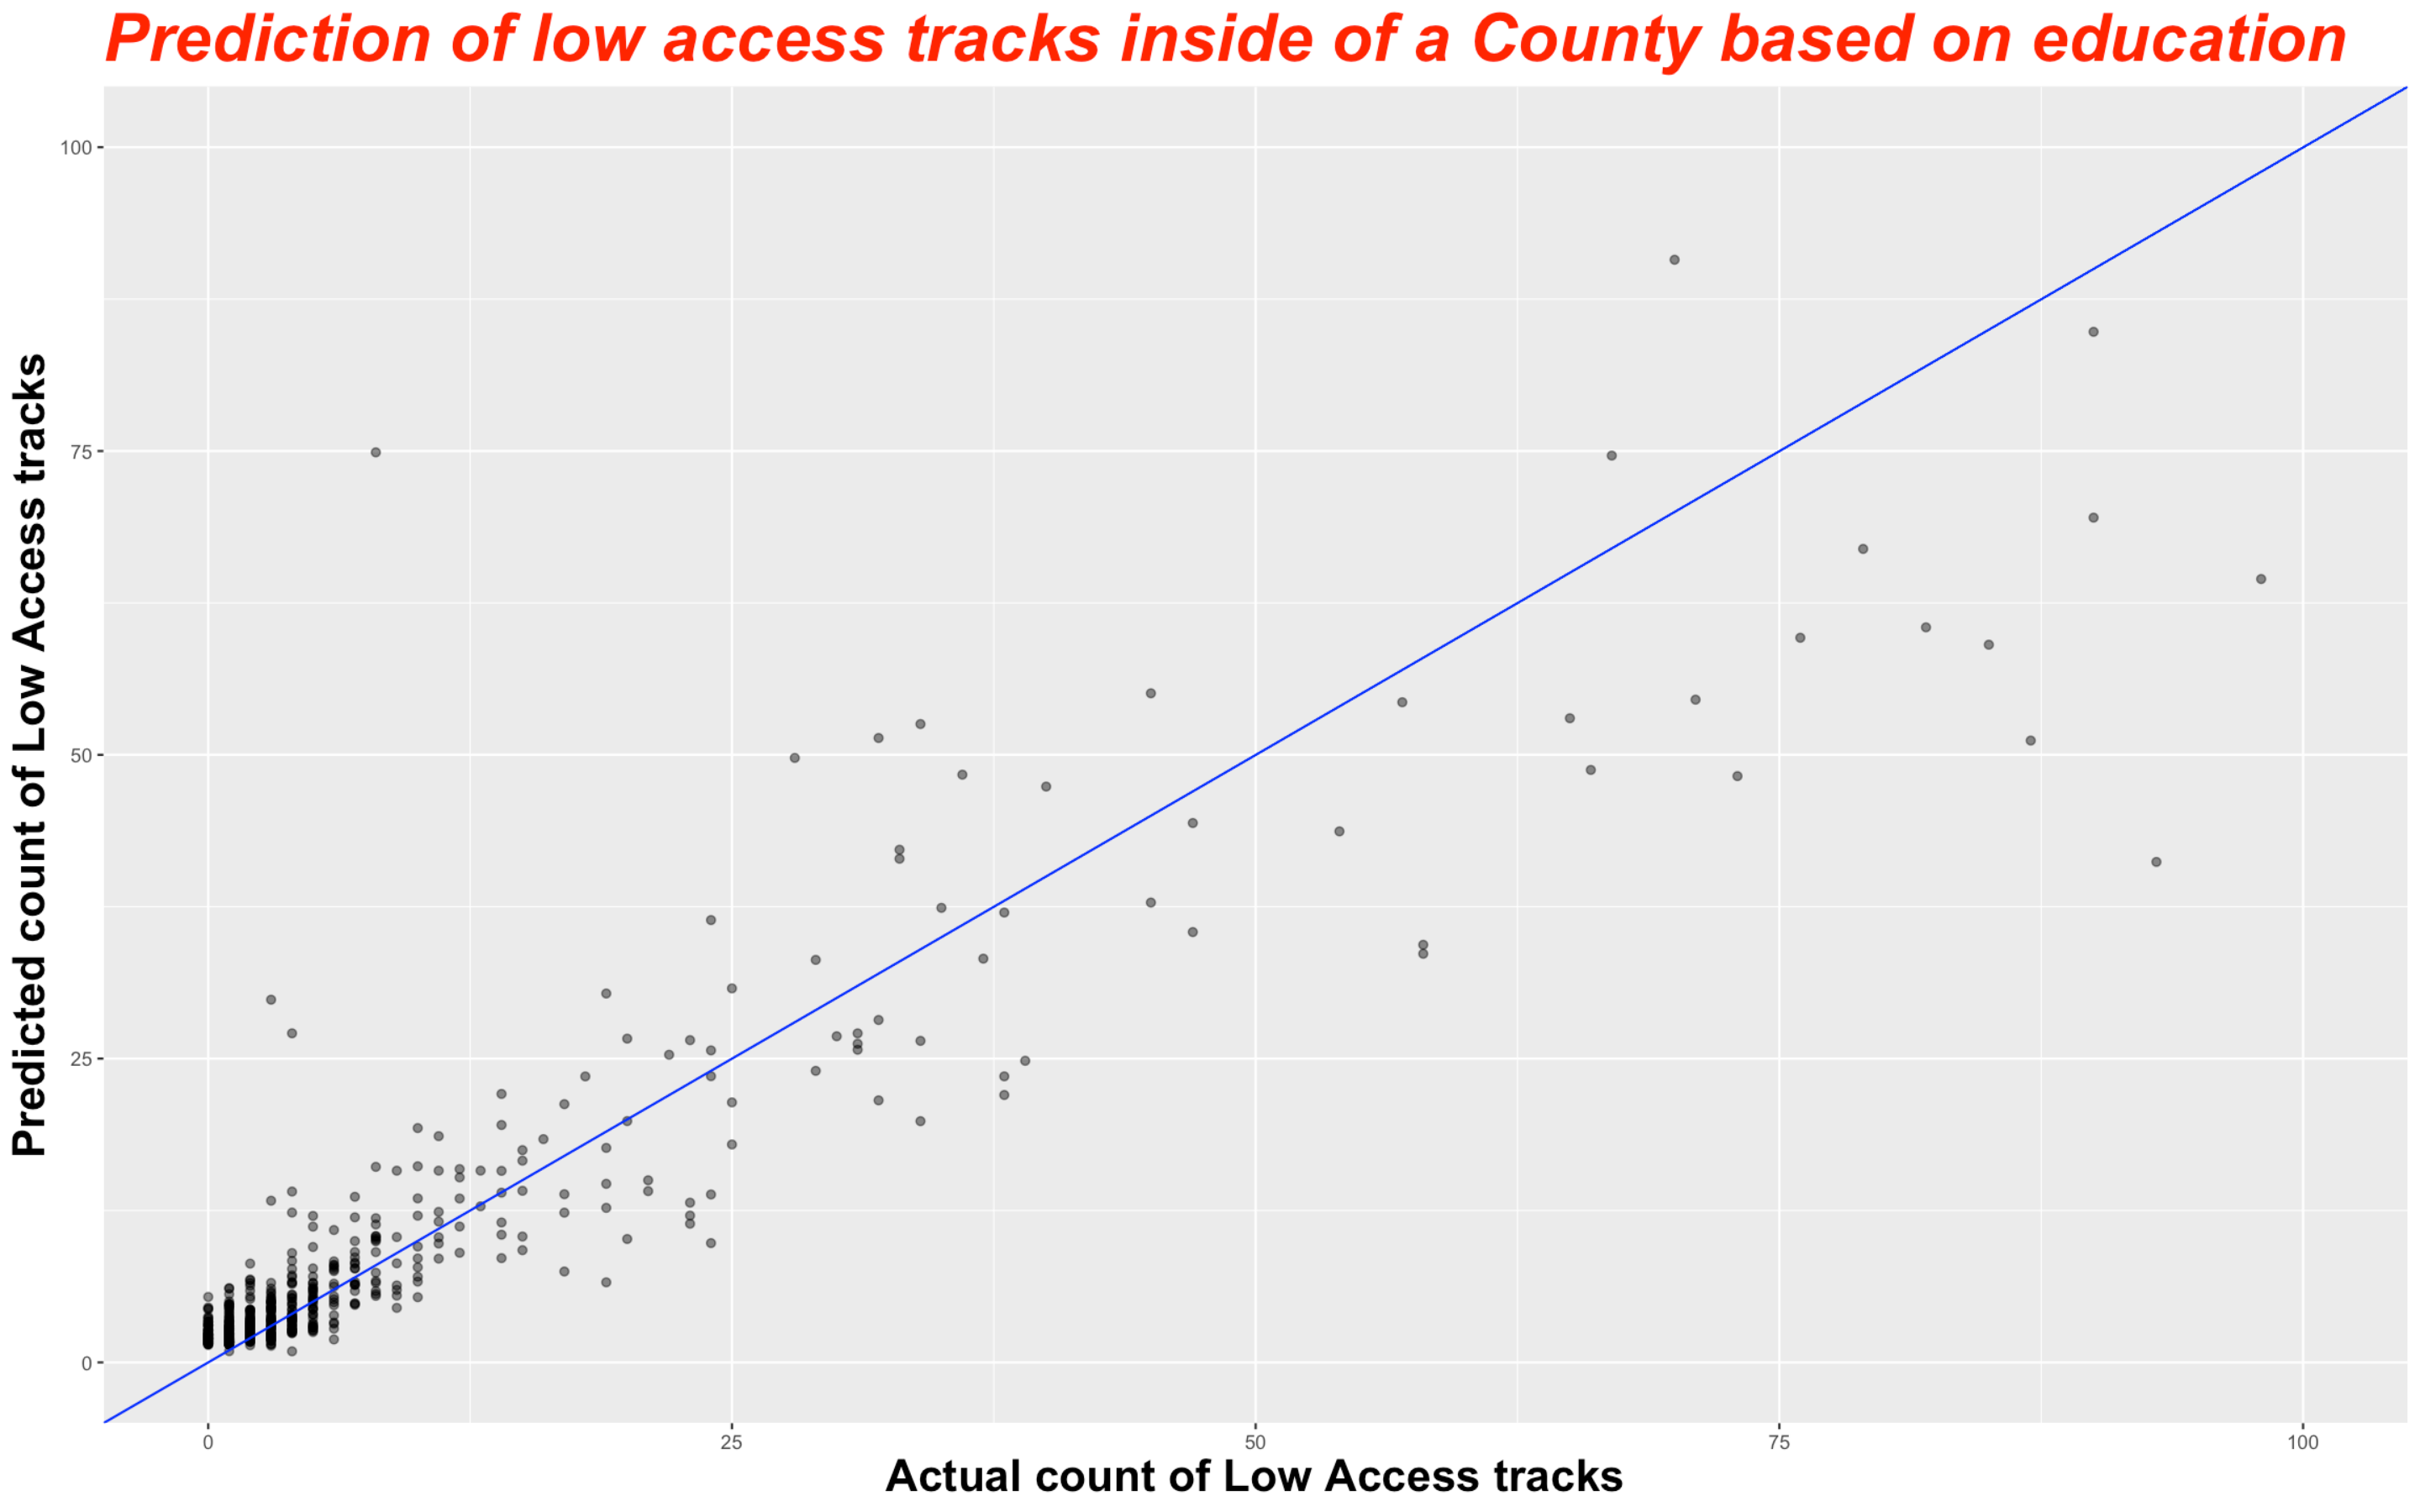 Prediction of low access tracks inside of a County based on education
Predicted count of Low Access tracks
100
75
50
25
0
0 25 50 75 100
Actual count of Low Access tracks